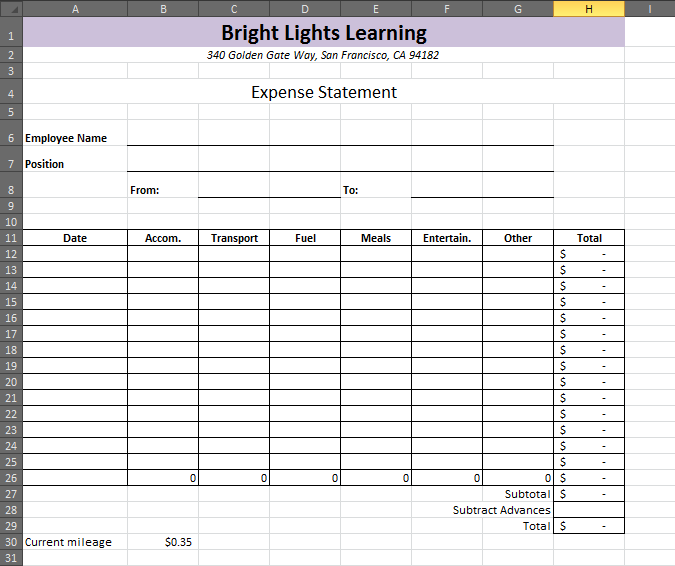 A B C D E F G H I
1 Bright Lights Learning
2 340 Golden Gate Way, San Francisco, CA 94182
3
4 Expense Statement
5
6 Employee Name
7 Position
8 From: To:
9
10
11 Date Accom. Transport Fuel Meals Entertain. Other Total
12 $ -
13 $ -
14 $ -
15 $ -
16 $ -
17 $ -
18 $ -
19 $ -
20 $ -
21 $ -
22 $ -
23 $ -
24 $ -
25 $ -
26 0 0 0 0 0 0 $ -
27 Subtotal $ -
28 Subtract Advances
29 Total $ -
30 Current mileage $0.35
31